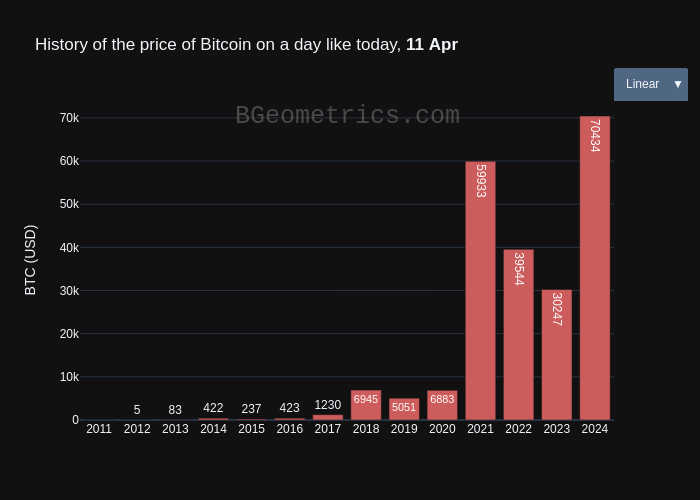 History of the price of Bitcoin on a day like today, 11 Apr
Linear ▼
BGeometrics.com
BTC (USD)
70k
60k
50k
40k
30k
20k
10k
0
5
83
422
237
423
1230
6945
5051
6883
59933
39544
30247
70434
2011 2012 2013 2014 2015 2016 2017 2018 2019 2020 2021 2022 2023 2024